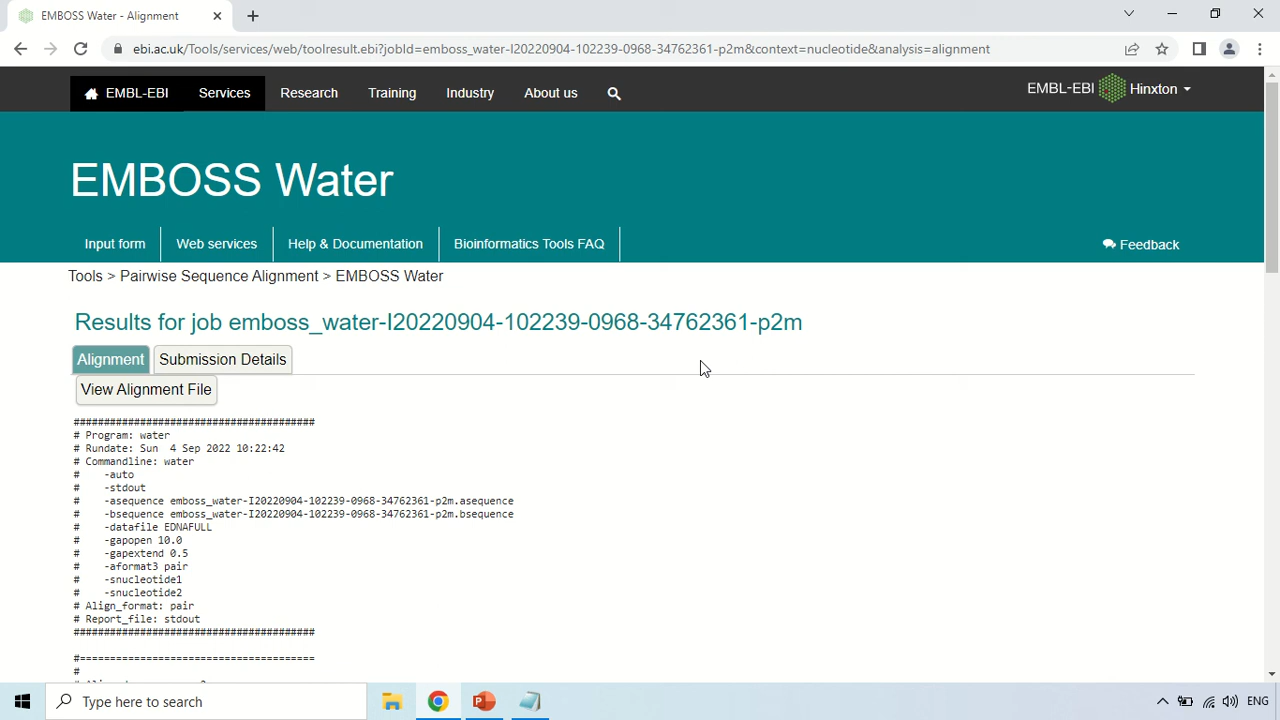 EMBOSS Water - Alignment
ebi.ac.uk/Tools/services/web/toolresult.ebi?jobId=emboss_water-I20220904-102239-0968-34762361-p2m&context=nucleotide&analysis=alignment
EMBL-EBI Services Research Training Industry About us EMBL-EBI Hinxton
EMBOSS Water
Input form Web services Help & Documentation Bioinformatics Tools FAQ Feedback
Tools > Pairwise Sequence Alignment > EMBOSS Water
Results for job emboss_water-I20220904-102239-0968-34762361-p2m
Alignment Submission Details
View Alignment File
########################################
# Program: water
# Rundate: Sun  4 Sep 2022 10:22:42
# Commandline: water
#    -auto
#    -stdout
#    -asequence emboss_water-I20220904-102239-0968-34762361-p2m.asequence
#    -bsequence emboss_water-I20220904-102239-0968-34762361-p2m.bsequence
#    -datafile EDNAFULL
#    -gapopen 10.0
#    -gapextend 0.5
#    -aformat3 pair
#    -snucleotide1
#    -snucleotide2
# Align_format: pair
# Report_file: stdout
########################################
#=======================================
#
Type here to search ENG